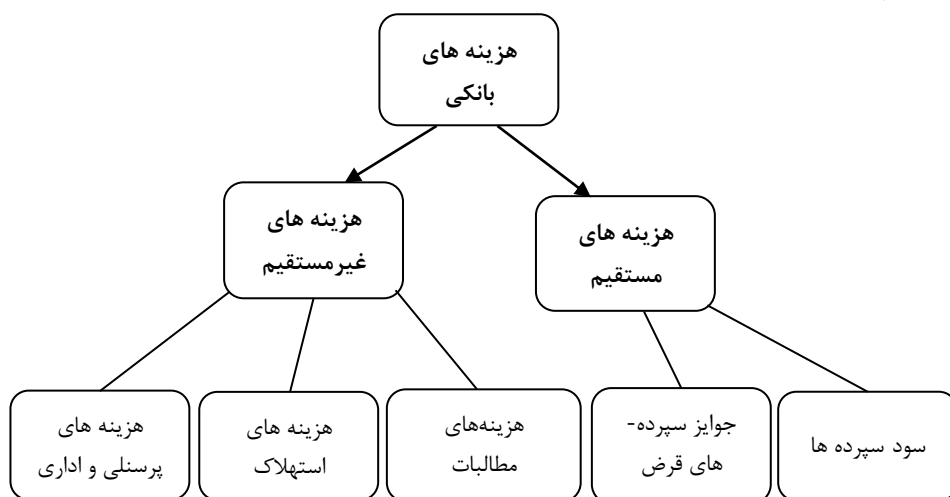 هزینه های
بانکی
هزینه های
مستقیم
هزینه های
غیرمستقیم
سود سپرده ها
جوایز سپرده-
های قرض
هزینه‌های
مطالبات
هزینه های
استهلاک
هزینه های
پرسنلی و اداری